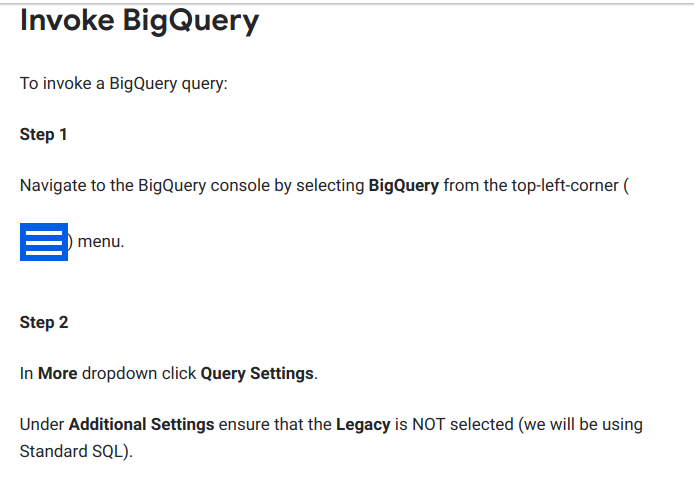 Invoke BigQuery
To invoke a BigQuery query:
Step 1
Navigate to the BigQuery console by selecting BigQuery from the top-left-corner (
) menu.
Step 2
In More dropdown click Query Settings.
Under Additional Settings ensure that the Legacy is NOT selected (we will be using
Standard SQL).